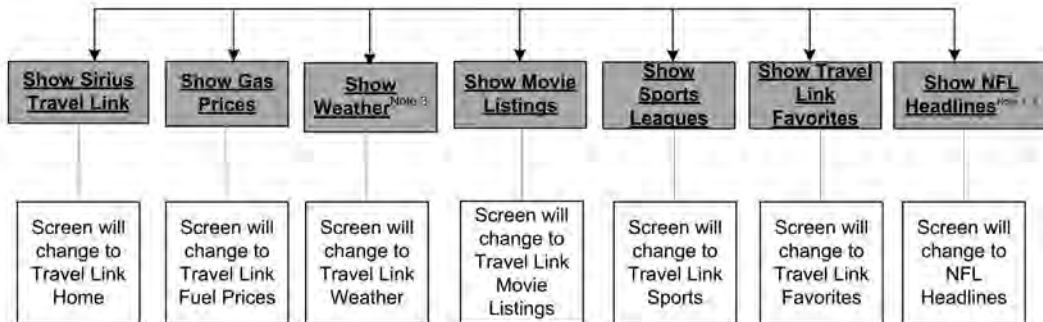 Show Sirius
Travel Link
Show Gas
Prices
Show
Weather Note 3
Show Movie
Listings
Show
Sports
Leagues
Show Travel
Link
Favorites
Show NFL
Headlines
Screen will
change to
Travel Link
Home
Screen will
change to
Travel Link
Fuel Prices
Screen will
change to
Travel Link
Weather
Screen will
change to
Travel Link
Movie
Listings
Screen will
change to
Travel Link
Sports
Screen will
change to
Travel Link
Favorites
Screen will
change to
NFL
Headlines